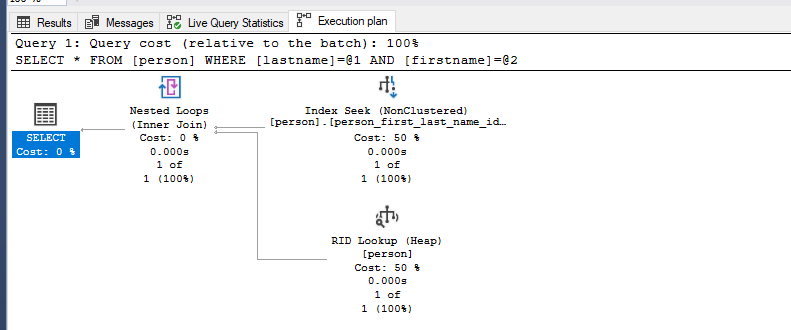 Results Messages Live Query Statistics Execution plan
Query 1: Query cost (relative to the batch): 100%
SELECT * FROM [person] WHERE [lastname]=@1 AND [firstname]=@2
SELECT
Cost: 0 %
Nested Loops
(Inner Join)
Cost: 0 %
0.000s
1 of
1 (100%)
Index Seek (NonClustered)
[person].[person_first_last_name_id…
Cost: 50 %
0.000s
1 of
1 (100%)
RID Lookup (Heap)
[person]
Cost: 50 %
0.000s
1 of
1 (100%)